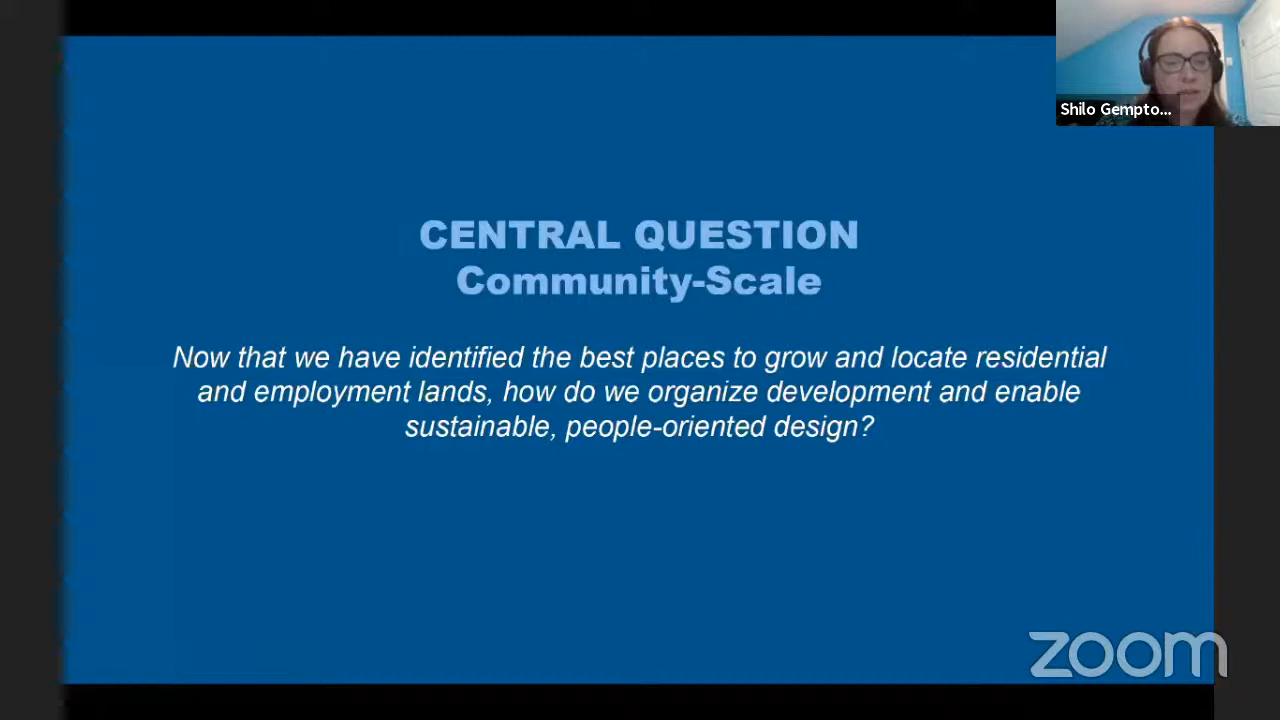 Shilo Gempto...
CENTRAL QUESTION
Community-Scale
Now that we have identified the best places to grow and locate residential
and employment lands, how do we organize development and enable
sustainable, people-oriented design?
zoom